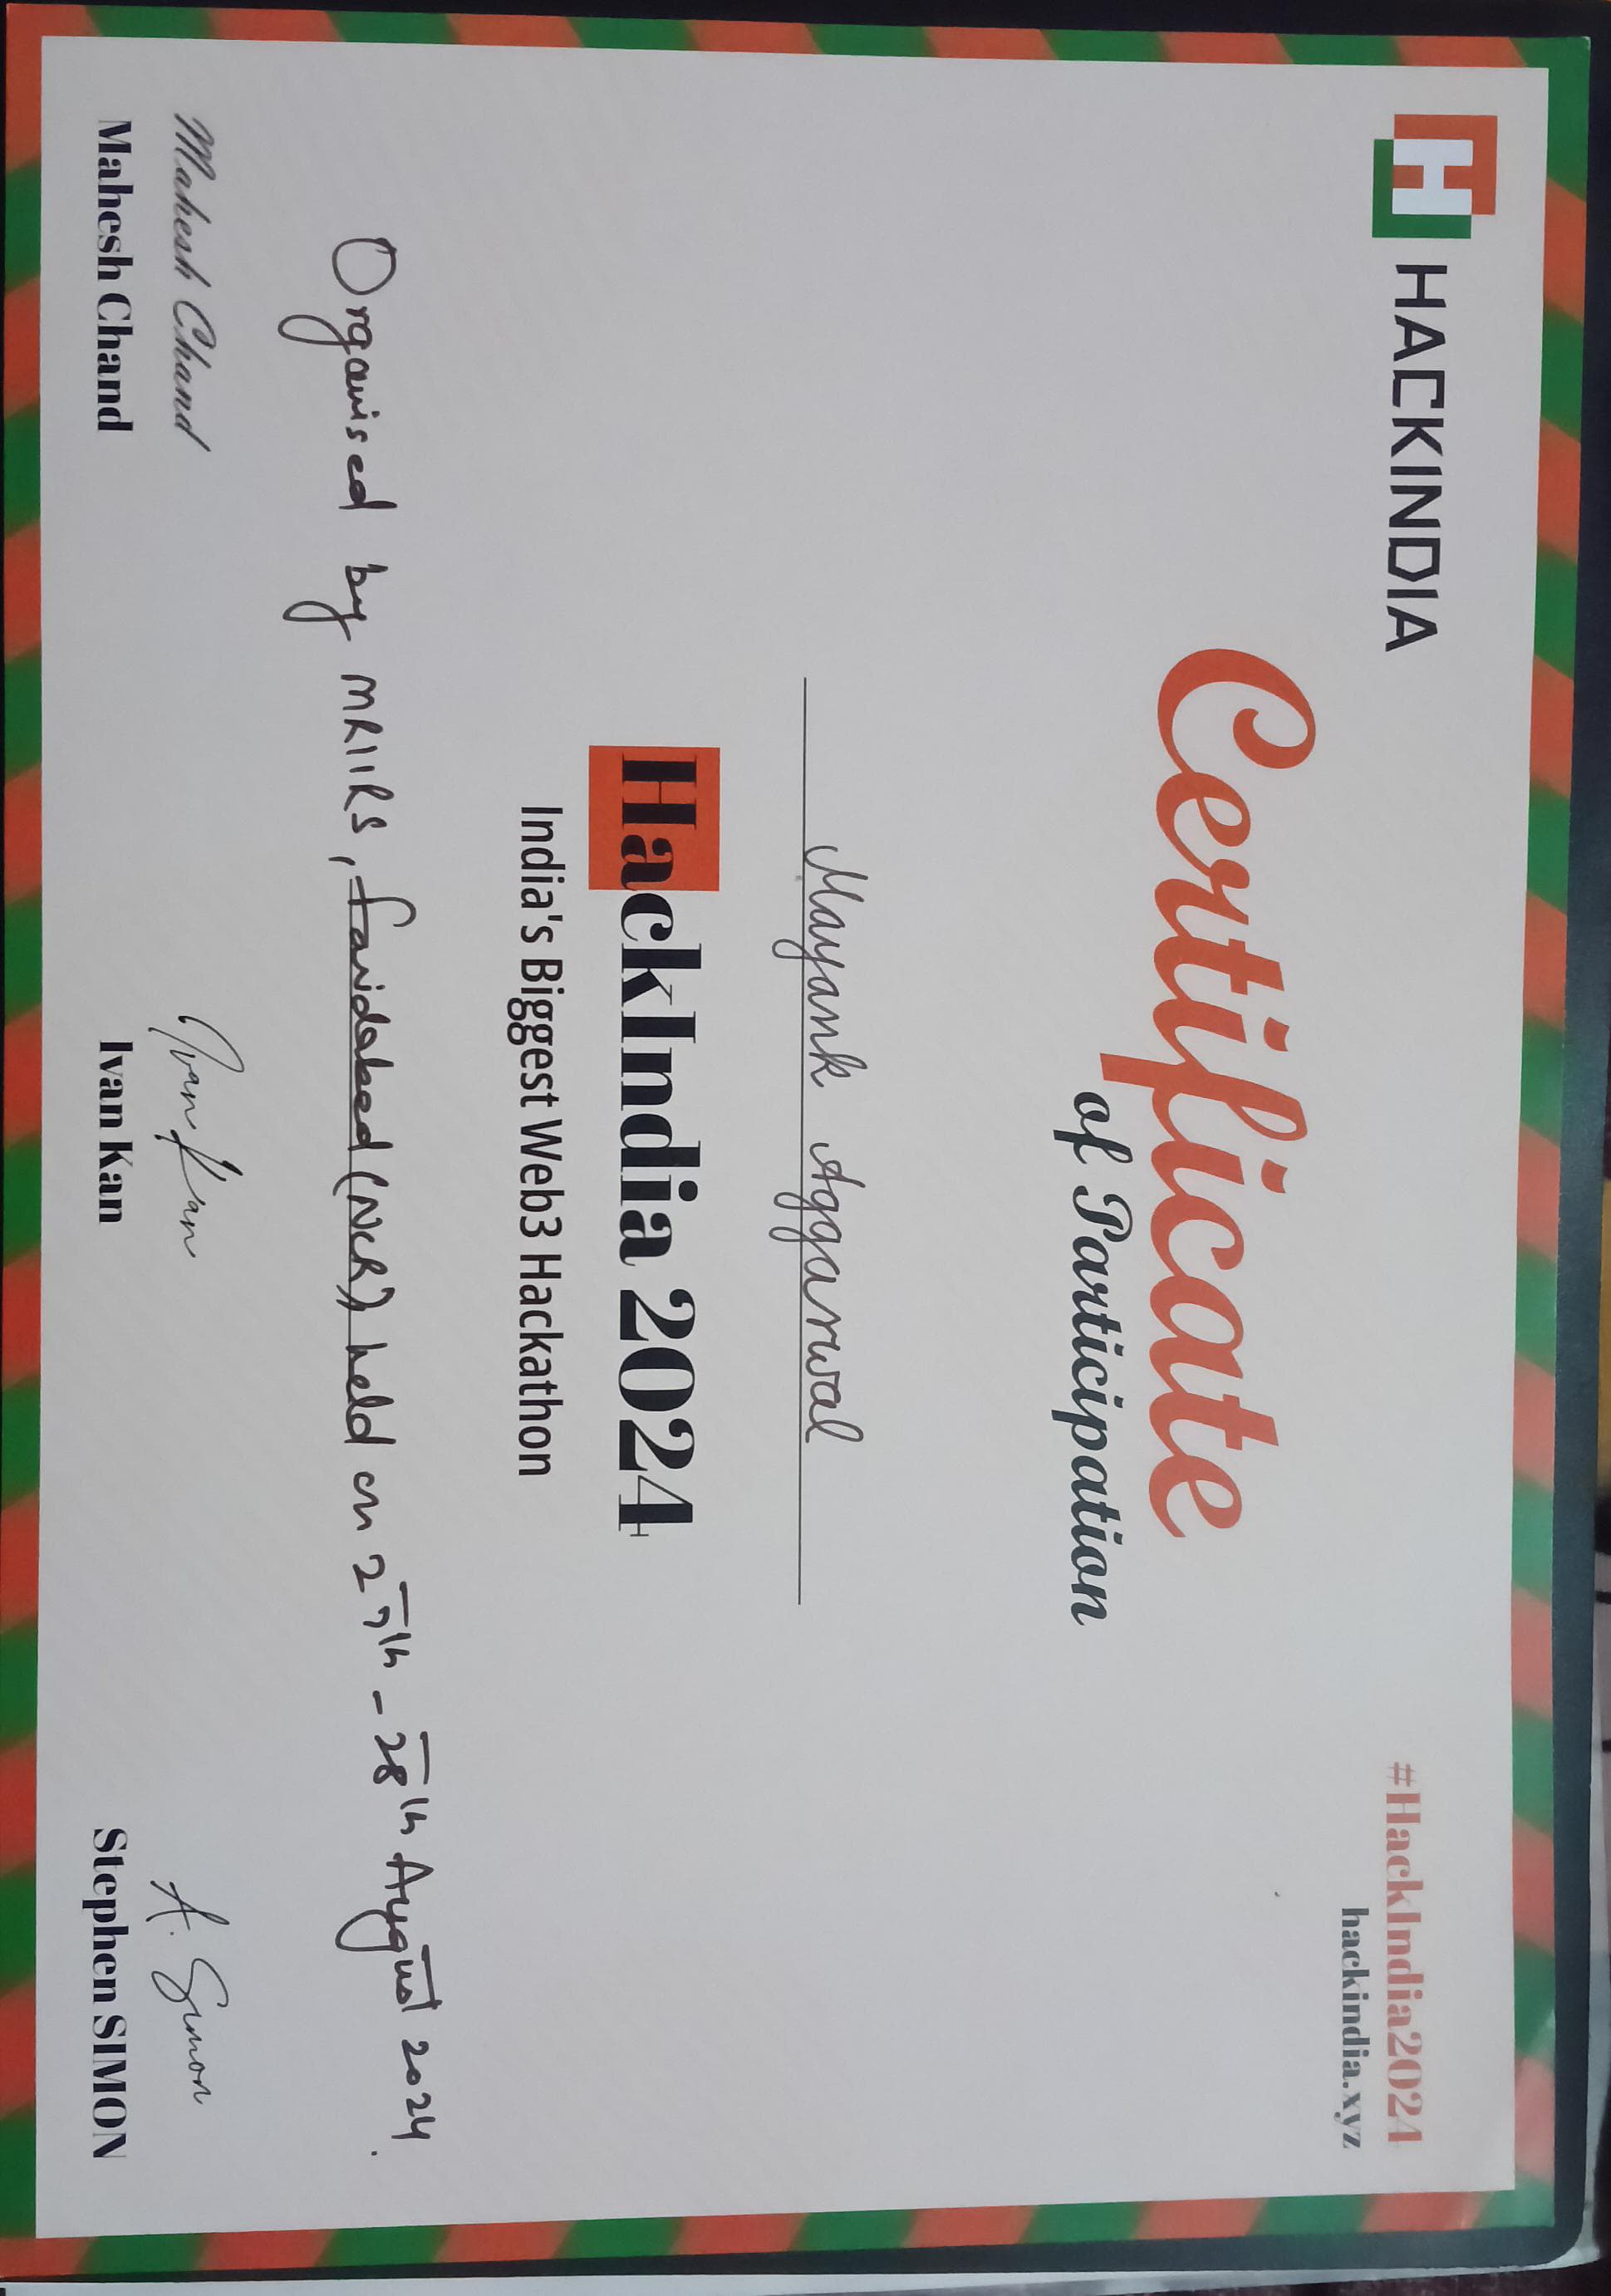 HACKINDIA
#HackIndia2024
hackindia.xyz
Certificate
of Participation
Mayank Aggarwal
HackIndia 2024
India's Biggest Web3 Hackathon
Organised by MRIIRS, Faridabad (NCR), held on 27th - 28th August 2024.
Mahesh Chand Ivan Kan A. Simon
Mahesh Chand Ivan Kan Stephen SIMON